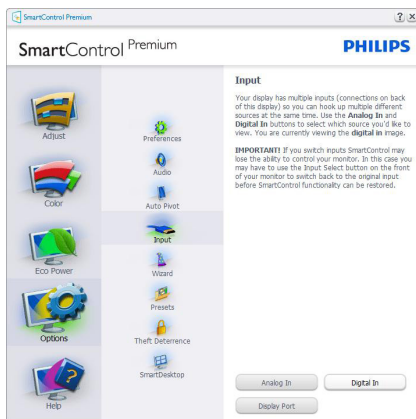 SmartControl Premium
SmartControl Premium
PHILIPS
Adjust
Color
Eco Power
Options
Help
Preferences
Audio
Auto Pivot
Input
Wizard
Presets
Theft Deterrence
SmartDesktop
Input
Your display has multiple inputs (connections on back
of this display) so you can hook up multiple different
sources at the same time. Use the Analog In and
Digital In buttons to select which source you'd like to
view. You are currently viewing the digital in image.
IMPORTANT! If you switch inputs SmartControl may
lose the ability to control your monitor. In this case you
may have to use the Input Select button on the front
of your monitor to switch back to the original input
before SmartControl functionality can be restored.
Analog In
Digital In
Display Port